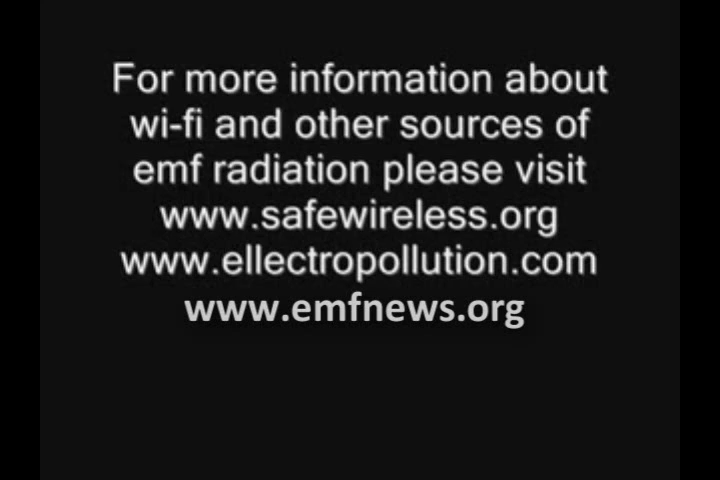 For more information about
wi-fi and other sources of
emf radiation please visit
www.safewireless.org
www.ellectropollution.com
www.emfnews.org